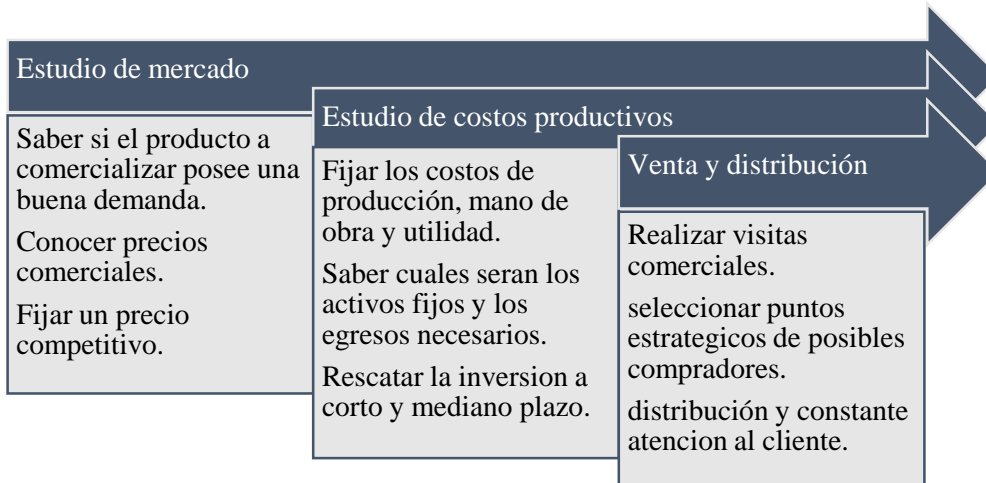 Estudio de mercado
Saber si el producto a
comercializar posee una
buena demanda.
Conocer precios
comerciales.
Fijar un precio
competitivo.
Estudio de costos productivos
Fijar los costos de
producción, mano de
obra y utilidad.
Saber cuales seran los
activos fijos y los
egresos necesarios.
Rescatar la inversion a
corto y mediano plazo.
Venta y distribución
Realizar visitas
comerciales.
seleccionar puntos
estrategicos de posibles
compradores.
distribución y constante
atencion al cliente.